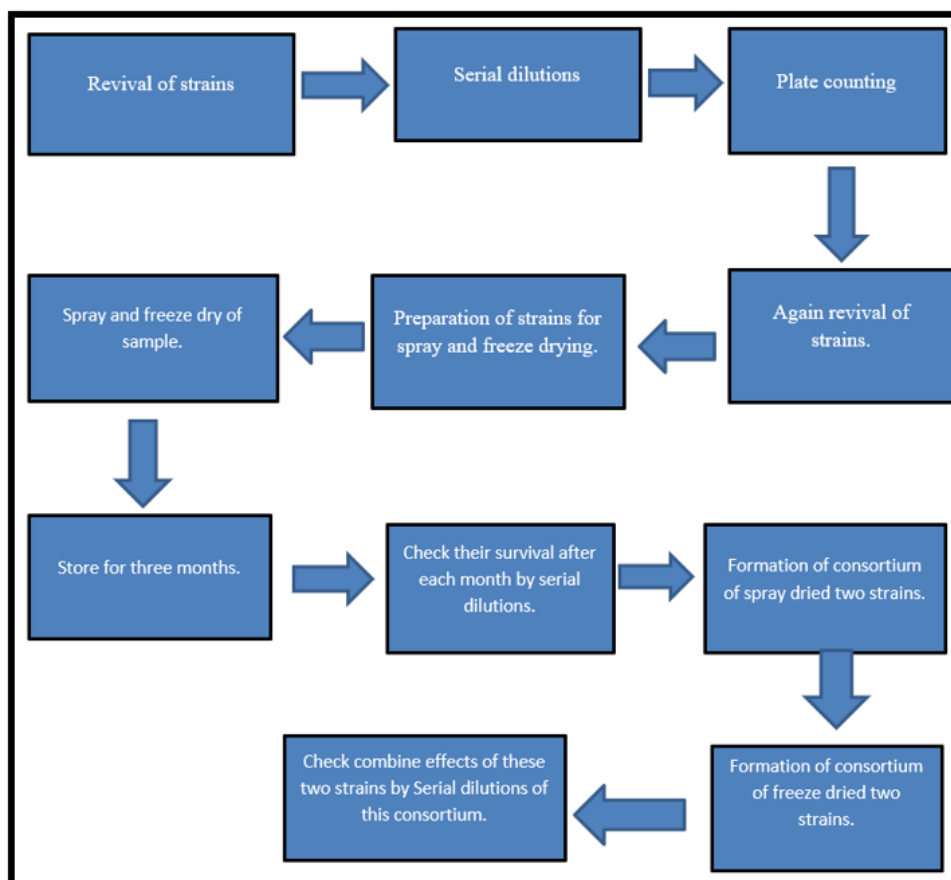 Revival of strains
Serial dilutions
Plate counting
Again revival of
strains.
Preparation of strains for
spray and freeze drying.
Spray and freeze dry of
sample.
Store for three months.
Check their survival after
each month by serial
dilutions.
Formation of consortium
of spray dried two strains.
Formation of consortium
of freeze dried two
strains.
Check combine effects of these
two strains by Serial dilutions of
this consortium.